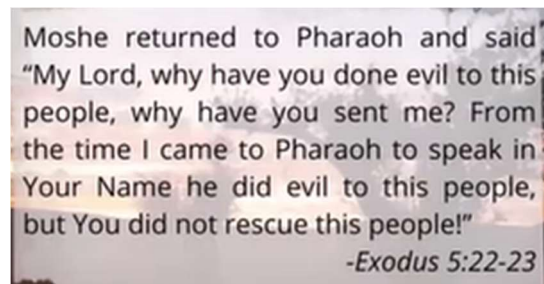 Moshe returned to Pharaoh and said
“My Lord, why have you done evil to this
people, why have you sent me? From
the time I came to Pharaoh to speak in
Your Name he did evil to this people,
but You did not rescue this people!”
-Exodus 5:22-23